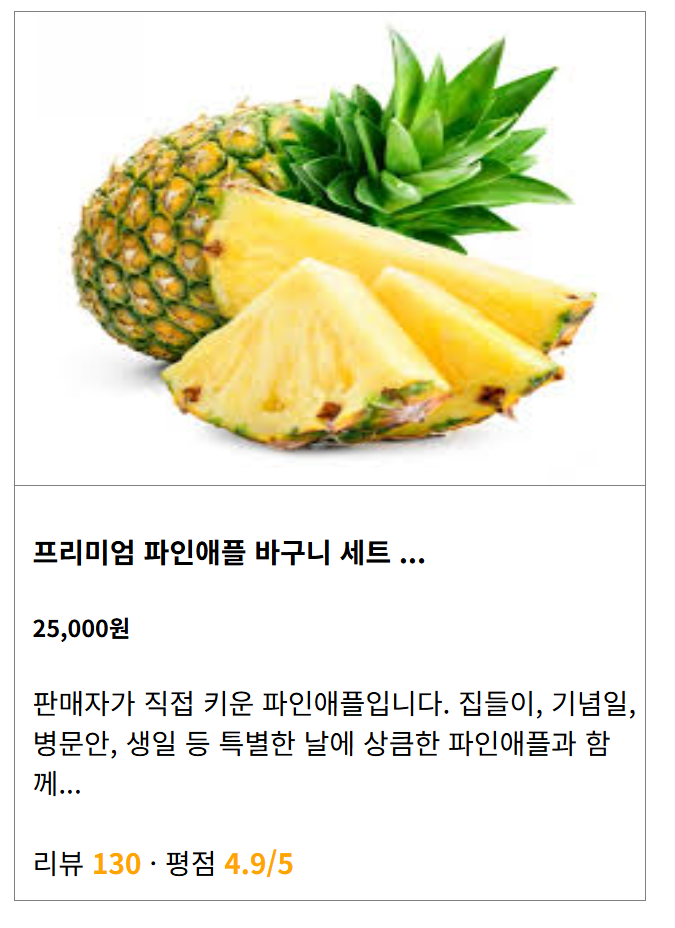 프리미엄 파인애플 바구니 세트 ...
25,000원
판매자가 직접 키운 파인애플입니다. 집들이, 기념일,
병문안, 생일 등 특별한 날에 상큼한 파인애플과 함
께...
리뷰 130 · 평점 4.9/5